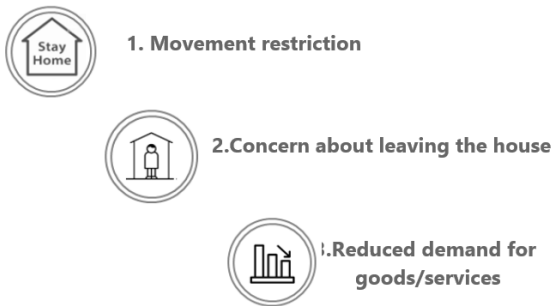 Stay
Home
1. Movement restriction
2.Concern about leaving the house
.Reduced demand for
goods/services